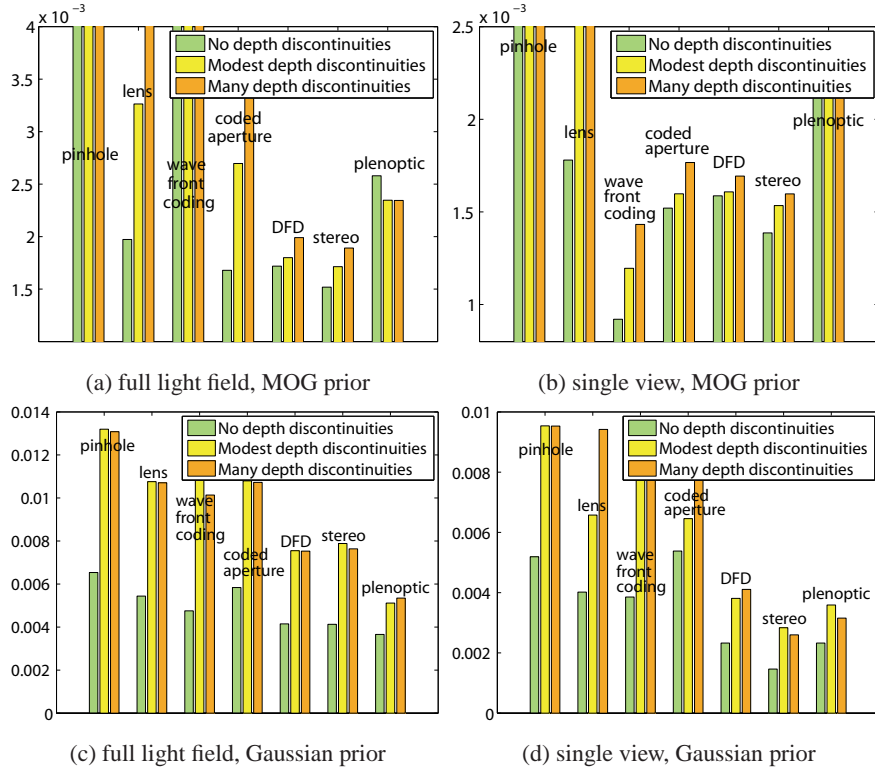 x 10⁻³
4
3.5
3
2.5
2
1.5
No depth discontinuities
Modest depth discontinuities
Many depth discontinuities
pinhole
lens
wave
front
coding
coded
aperture
DFD
stereo
plenoptic
(a) full light field, MOG prior
x 10⁻³
2.5
2
1.5
1
No depth discontinuities
Modest depth discontinuities
Many depth discontinuities
pinhole
lens
wave
front
coding
coded
aperture
DFD
stereo
plenoptic
(b) single view, MOG prior
0.014
0.012
0.01
0.008
0.006
0.004
0.002
0
No depth discontinuities
Modest depth discontinuities
Many depth discontinuities
pinhole
lens
wave
front
coding
coded
aperture
DFD
stereo
plenoptic
(c) full light field, Gaussian prior
0.01
0.008
0.006
0.004
0.002
0
No depth discontinuities
Modest depth discontinuities
Many depth discontinuities
pinhole
lens
wave
front
coding
coded
aperture
DFD
stereo
plenoptic
(d) single view, Gaussian prior